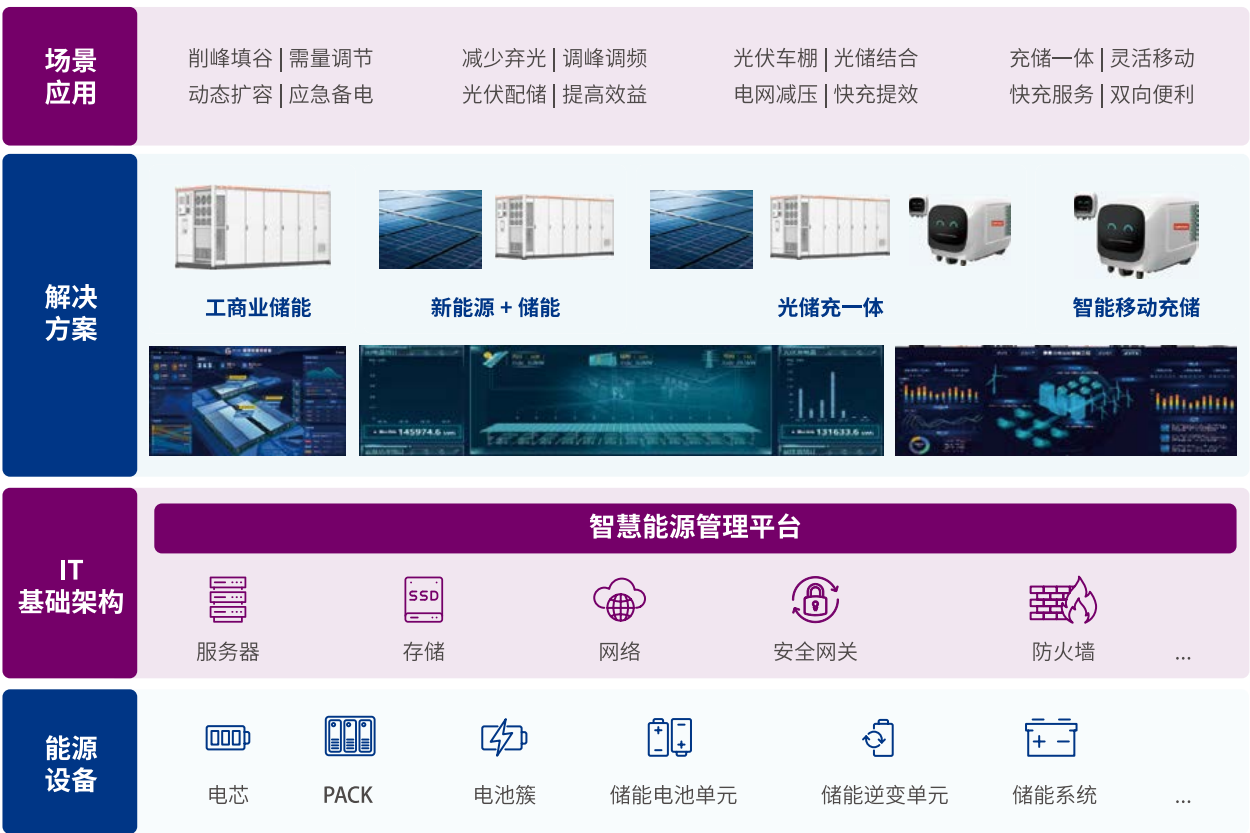 场景
应用
削峰填谷 | 需量调节
动态扩容 | 应急备电
减少弃光 | 调峰调频
光伏配储 | 提高效益
光伏车棚 | 光储结合
电网减压 | 快充提效
充储一体 | 灵活移动
快充服务 | 双向便利
解决
方案
工商业储能
新能源 + 储能
光储充一体
智能移动充储
145974.6
131633.6
IT
基础架构
智慧能源管理平台
SSD
服务器
存储
网络
安全网关
防火墙
...
能源
设备
电芯
PACK
电池簇
储能电池单元
储能逆变单元
储能系统
...